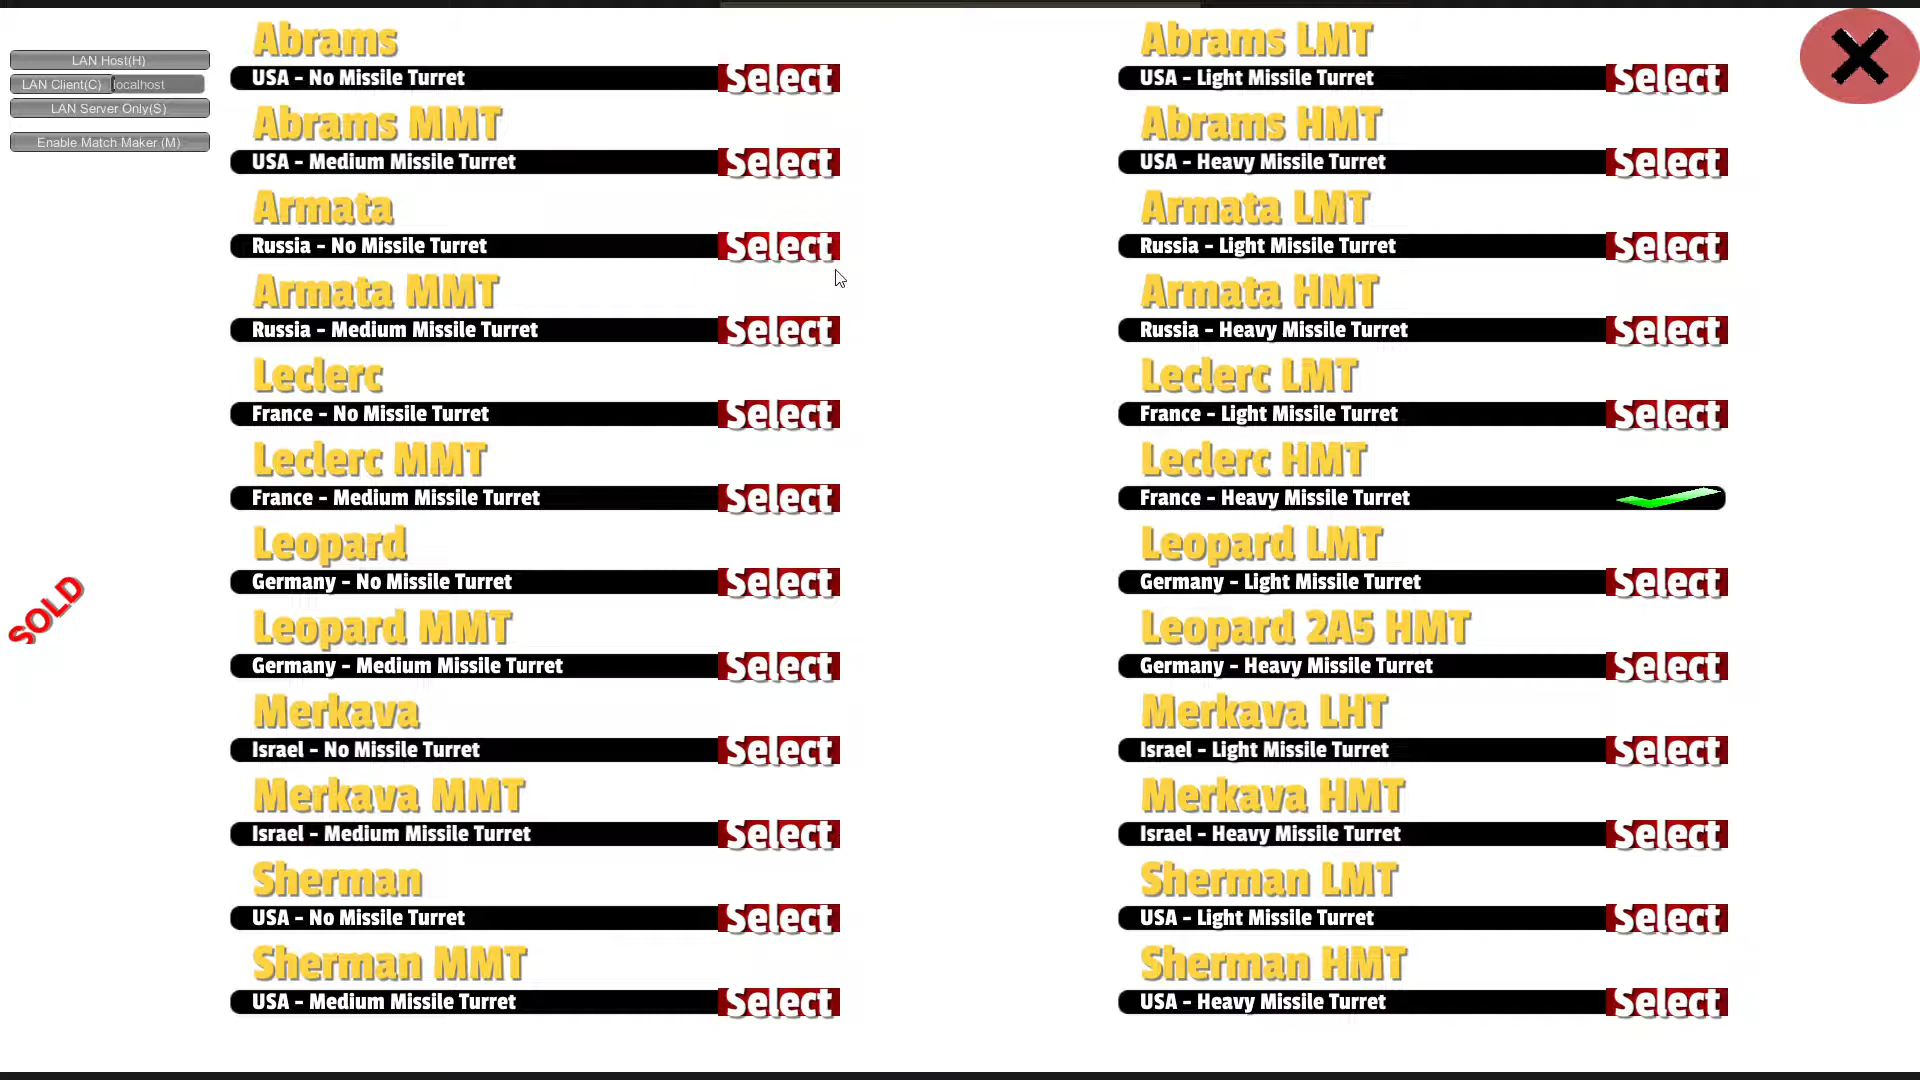 LAN Host(H)
LAN Client(C) localhost
LAN Server Only(S)
Enable Match Maker (M)
SOLD
Abrams
USA - No Missile Turret Select
Abrams LMT
USA - Light Missile Turret Select
Abrams MMT
USA - Medium Missile Turret Select
Abrams HMT
USA - Heavy Missile Turret Select
Armata
Russia - No Missile Turret Select
Armata LMT
Russia - Light Missile Turret Select
Armata MMT
Russia - Medium Missile Turret Select
Armata HMT
Russia - Heavy Missile Turret Select
Leclerc
France - No Missile Turret Select
Leclerc LMT
France - Light Missile Turret Select
Leclerc MMT
France - Medium Missile Turret Select
Leclerc HMT
France - Heavy Missile Turret
Leopard
Germany - No Missile Turret Select
Leopard LMT
Germany - Light Missile Turret Select
Leopard MMT
Germany - Medium Missile Turret Select
Leopard 2A5 HMT
Germany - Heavy Missile Turret Select
Merkava
Israel - No Missile Turret Select
Merkava LHT
Israel - Light Missile Turret Select
Merkava MMT
Israel - Medium Missile Turret Select
Merkava HMT
Israel - Heavy Missile Turret Select
Sherman
USA - No Missile Turret Select
Sherman LMT
USA - Light Missile Turret Select
Sherman MMT
USA - Medium Missile Turret Select
Sherman HMT
USA - Heavy Missile Turret Select